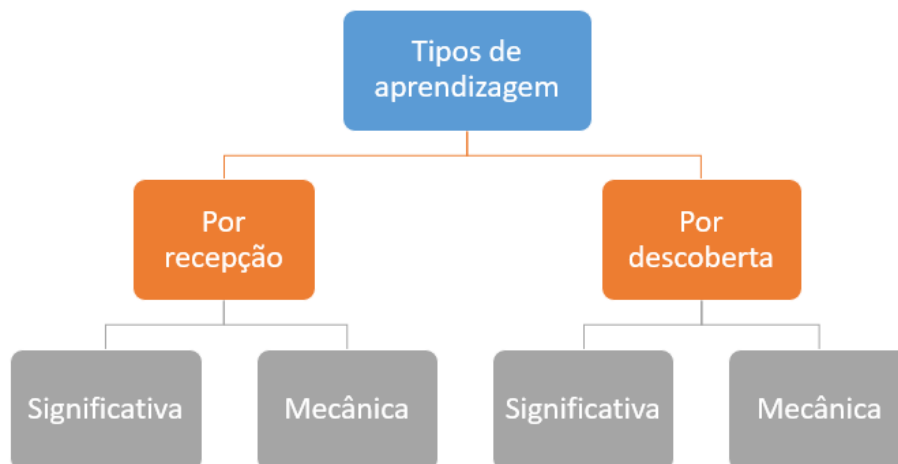 Tipos de
aprendizagem
Por
recepção
Por
descoberta
Significativa
Mecânica
Significativa
Mecânica